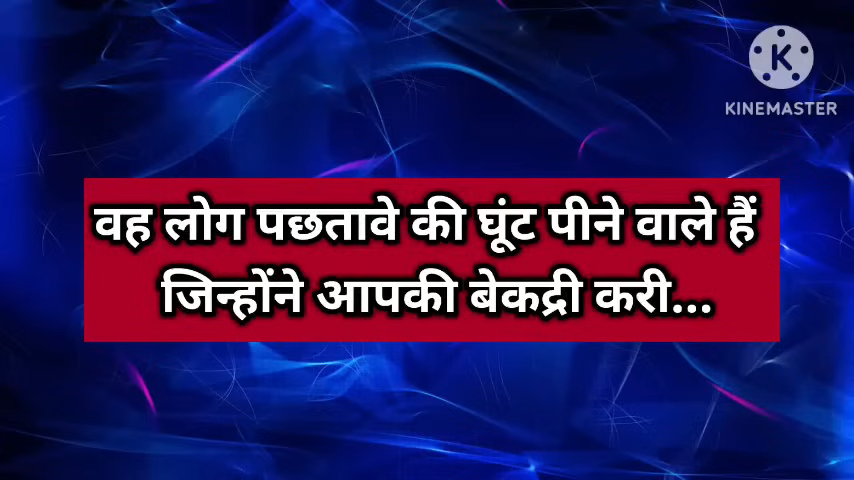 KINEMASTER
वह लोग पछतावे की घूंट पीने वाले हैं
जिन्होंने आपकी बेकद्री करी...